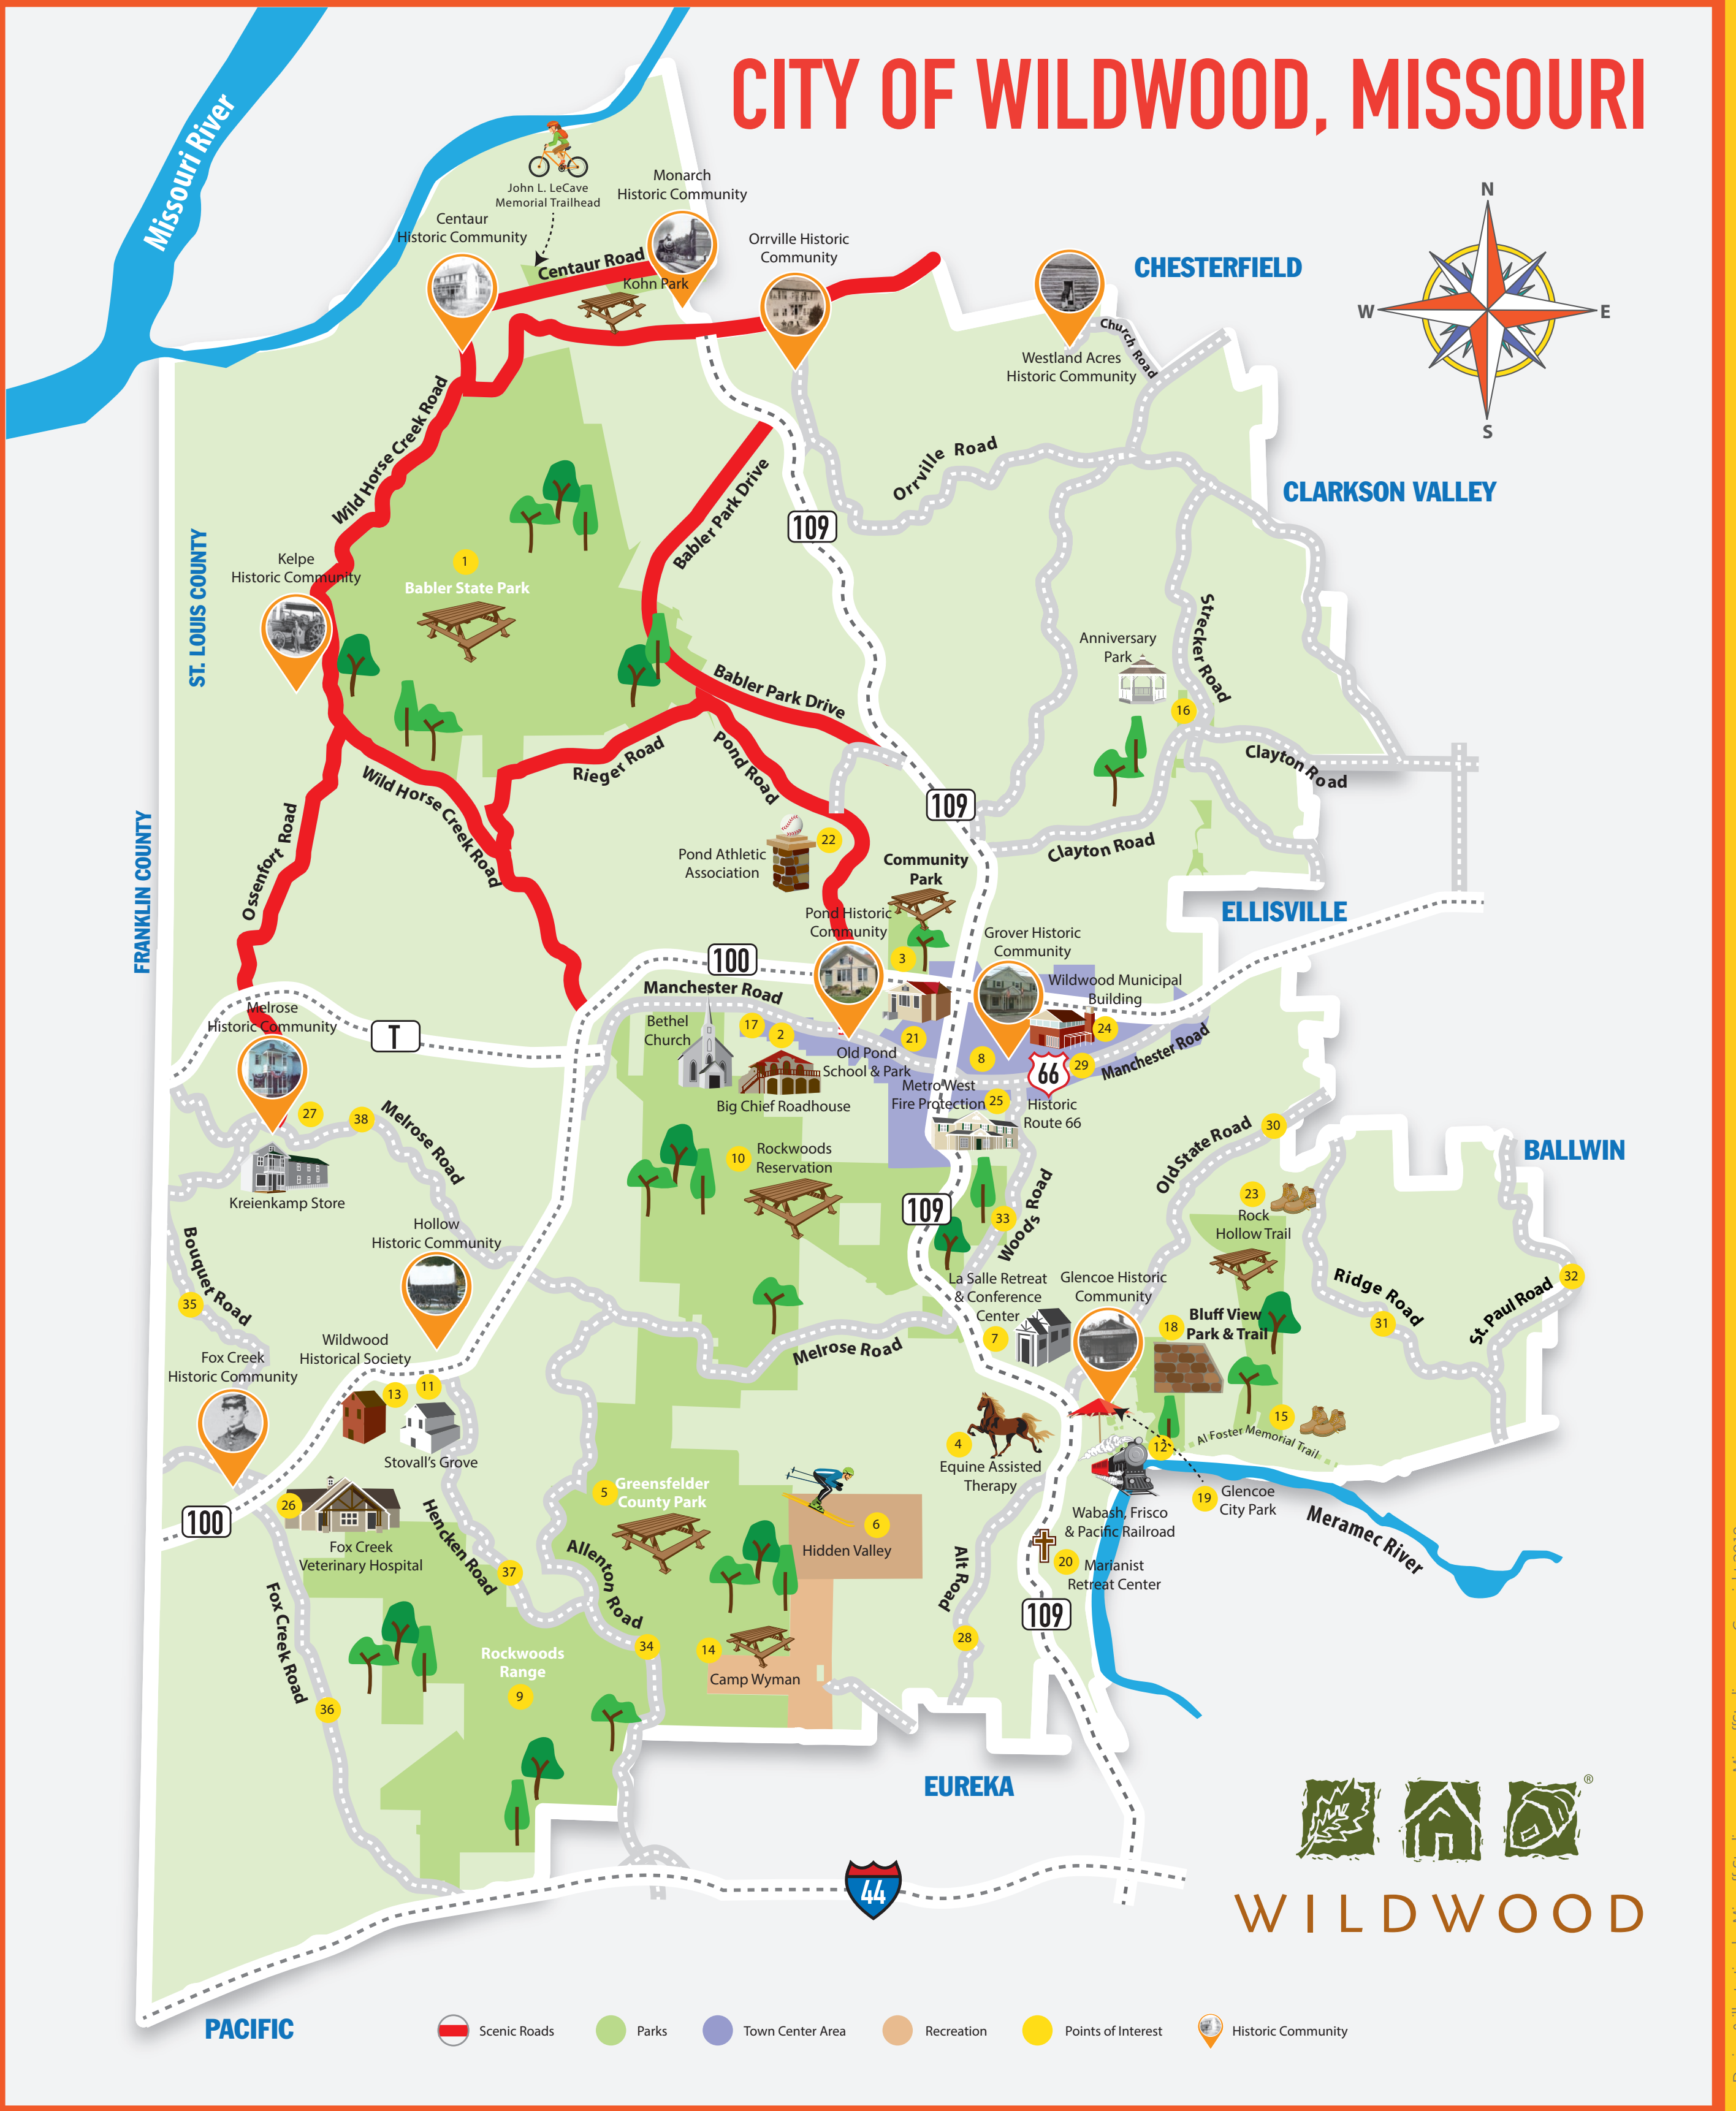 CITY OF WILDWOOD, MISSOURI
Missouri River
John L. LeCave
Memorial Trailhead
Monarch
Historic Community
Centaur
Historic Community
Orrville Historic
Community
Centaur Road
Kohn Park
CHESTERFIELD
N
W
E
S
Church Road
Westland Acres
Historic Community
Wild Horse Creek Road
Orrville Road
CLARKSON VALLEY
Babler Park Drive
109
ST. LOUIS COUNTY
Kelpe
Historic Community
1
Babler State Park
Strecker Road
Anniversary
Park
16
Babler Park Drive
Rieger Road
Pond Road
Clayton Road
Wild Horse Creek Road
Ossenfort Road
109
22
Pond Athletic
Association
Clayton Road
Community
Park
FRANKLIN COUNTY
ELLISVILLE
Pond Historic
Community
Grover Historic
Community
3
100
Manchester Road
Wildwood Municipal
Building
Melrose
Historic Community
T
Bethel
Church
17
2
21
24
8
Old Pond
School & Park
66
29
Manchester Road
Metro West
Fire Protection
25
Historic
Route 66
Big Chief Roadhouse
27
38
Melrose Road
Old State Road
30
BALLWIN
10
Rockwoods
Reservation
Kreienkamp Store
109
33
Woods Road
23
Rock
Hollow Trail
Hollow
Historic Community
Bouquet Road
35
La Salle Retreat
& Conference
Center
7
Glencoe Historic
Community
32
Ridge Road
31
St. Paul Road
18
Bluff View
Park & Trail
Wildwood
Historical Society
Melrose Road
Fox Creek
Historic Community
13
11
Stovall's Grove
15
Al Foster Memorial Trail
4
Equine Assisted
Therapy
12
19
Glencoe
City Park
5
Greensfelder
County Park
26
100
Fox Creek
Veterinary Hospital
Hencken Road
37
Allenton Road
6
Hidden Valley
Wabash, Frisco
& Pacific Railroad
Meramec River
Alt Road
20
Marianist
Retreat Center
109
28
Fox Creek Road
34
14
Camp Wyman
Rockwoods
Range
9
36
EUREKA
44
®
WILDWOOD
PACIFIC
Scenic Roads
Parks
Town Center Area
Recreation
Points of Interest
Historic Community